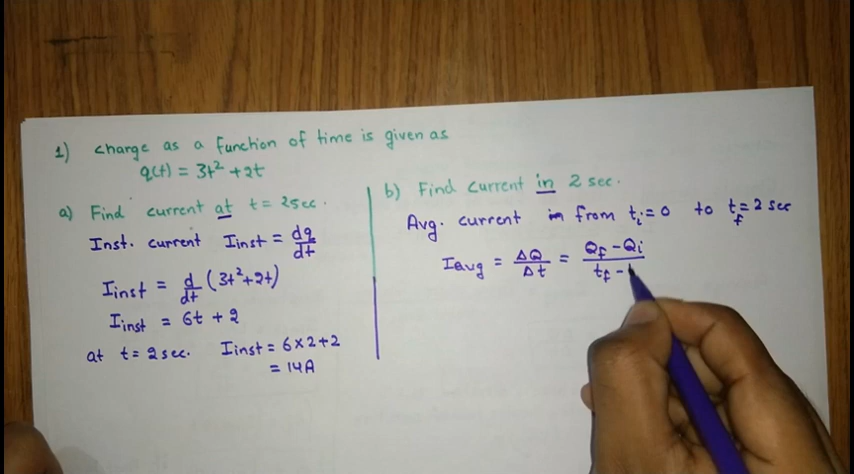 1) charge as a function of time is given as
q(t) = 3t² + 2t
a) Find current at t = 2sec.
Inst. current Iinst = dq/dt
Iinst = d/dt (3t²+2t)
Iinst = 6t + 2
at t = 2 sec. Iinst = 6×2+2
= 14A
b) Find current in 2 sec.
Avg. current from ti=0 to tf=2 sec
Iavg = ΔQ/Δt = Qf-Qi/tf-